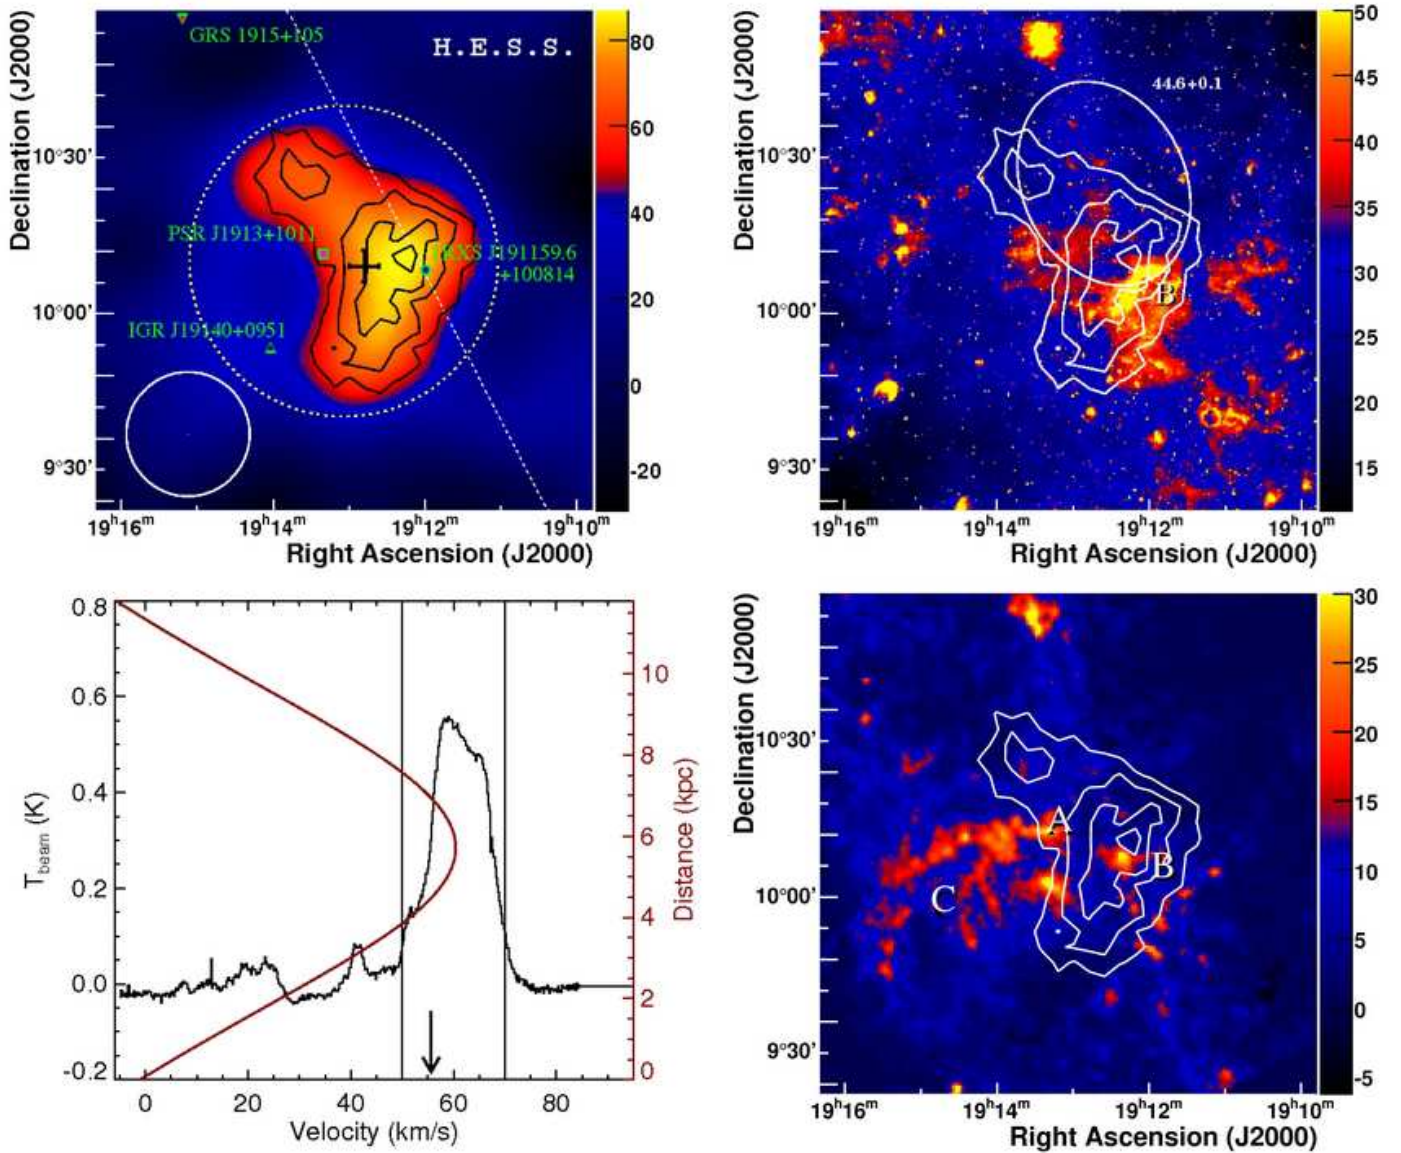 GRS 1915+105
H.E.S.S.
PSR J1913+1011
1RXS J191159.6
+100814
IGR J19140+0951
10°30'
10°00'
9°30'
Declination (J2000)
19h16m
19h14m
19h12m
19h10m
Right Ascension (J2000)
80
60
40
20
0
-20
44.6+0.1
B
10°30'
10°00'
9°30'
Declination (J2000)
19h16m
19h14m
19h12m
19h10m
Right Ascension (J2000)
50
45
40
35
30
25
20
15
0.8
0.6
0.4
0.2
0.0
-0.2
Tbeam (K)
0
20
40
60
80
Velocity (km/s)
10
8
6
4
2
0
Distance (kpc)
A
B
C
10°30'
10°00'
9°30'
Declination (J2000)
19h16m
19h14m
19h12m
19h10m
Right Ascension (J2000)
30
25
20
15
10
5
0
-5